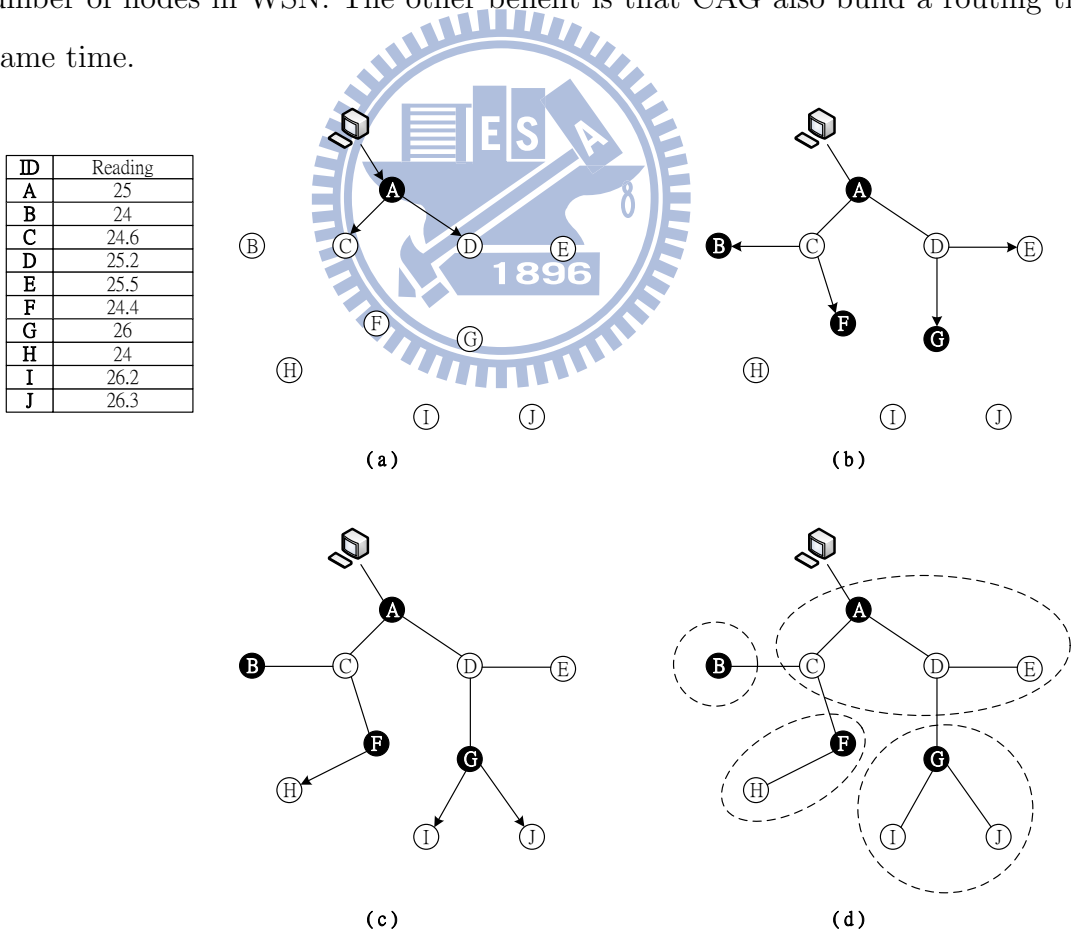 umber of nodes in WSN. The other benefit is that CAG also build a routing t
ame time.
ID Reading
A 25
B 24
C 24.6
D 25.2
E 25.5
F 24.4
G 26
H 24
I 26.2
J 26.3
E S A
1896
A
B C D E
F G
H
I J
(a)
A
B C D E
F G
H
I J
(b)
A
B C D E
F G
H
I J
(c)
A
B C D E
F G
H
I J
(d)